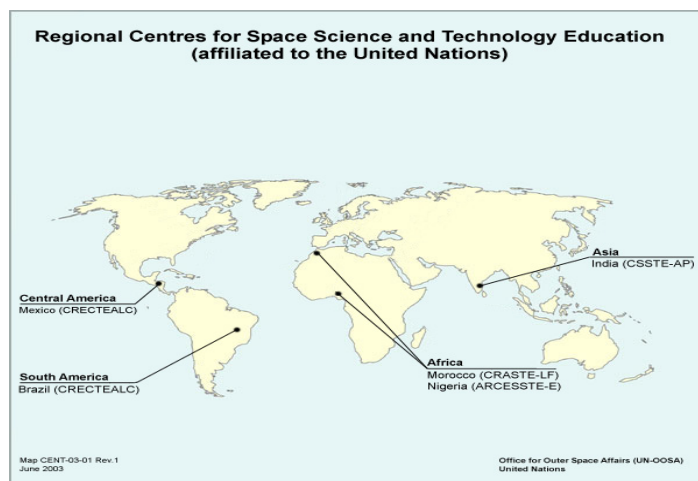 Regional Centres for Space Science and Technology Education
(affiliated to the United Nations)
Asia
India (CSSTE-AP)
Central America
Mexico (CRECTEALC)
South America
Brazil (CRECTEALC)
Africa
Morocco (CRASTE-LF)
Nigeria (ARCESSTE-E)
Map CENT-03-01 Rev.1
June 2003
Office for Outer Space Affairs (UN-OOSA)
United Nations